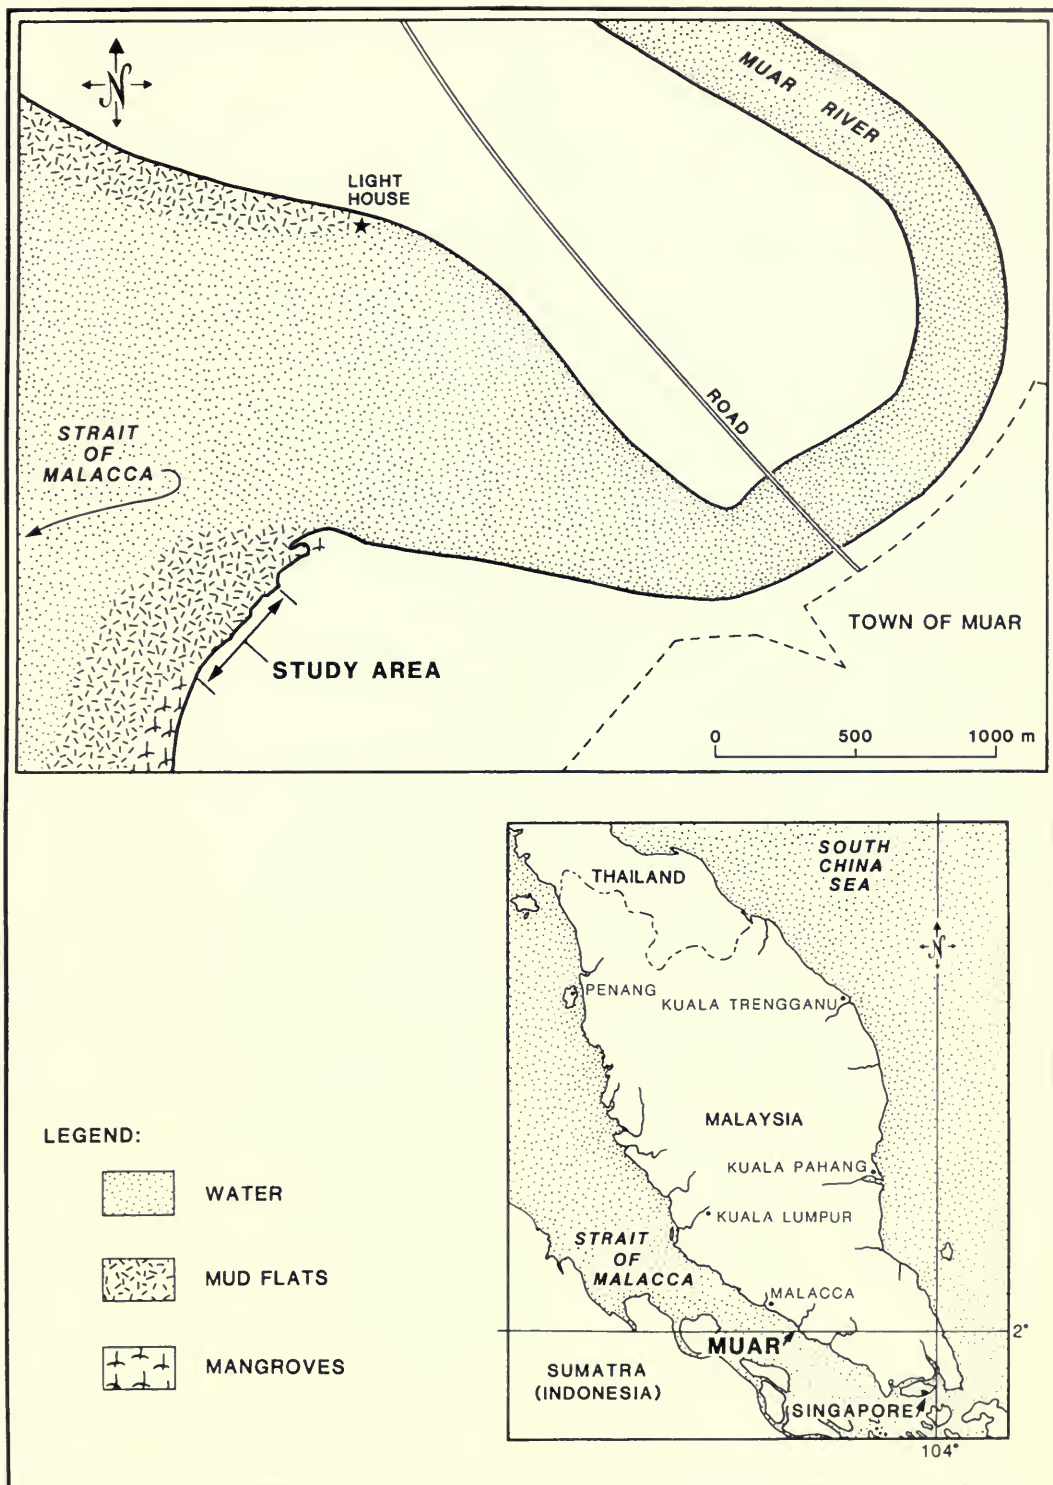 N
MUAR RIVER
LIGHT
HOUSE
ROAD
STRAIT
OF
MALACCA
TOWN OF MUAR
STUDY AREA
0 500 1000 m
SOUTH
CHINA
SEA
THAILAND
N
PENANG
KUALA TRENGGANU
MALAYSIA
KUALA PAHANG
KUALA LUMPUR
STRAIT
OF
MALACCA
MALACCA
2°
MUAR
SUMATRA
(INDONESIA)
SINGAPORE
104°
LEGEND:
WATER
MUD FLATS
MANGROVES